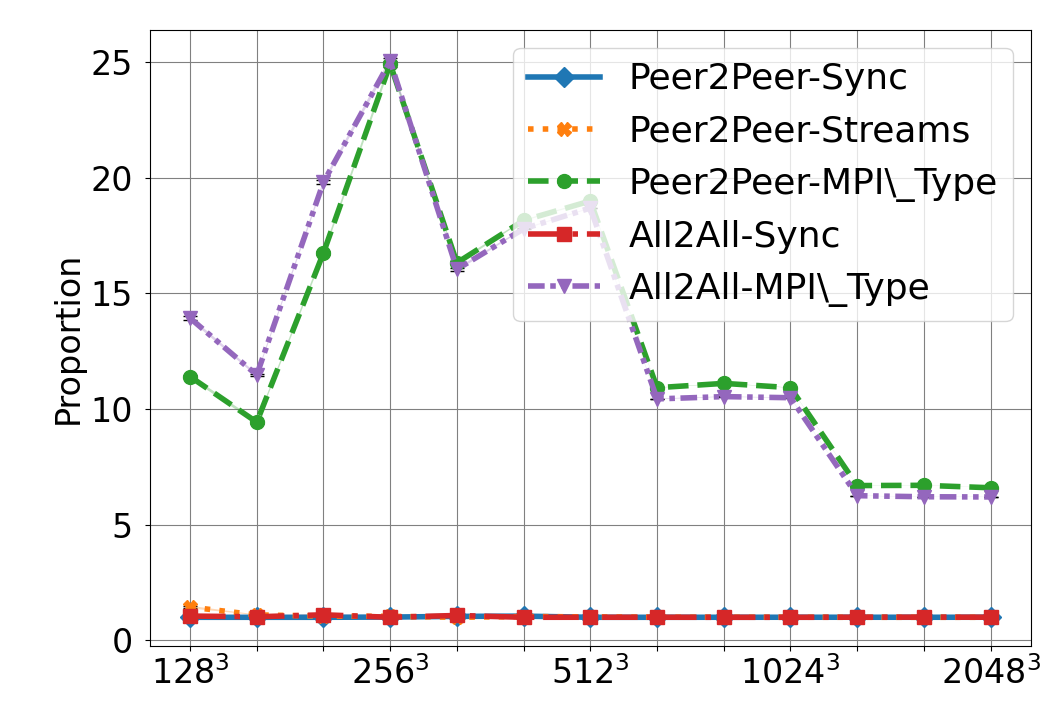 Proportion
25
20
15
10
5
0
128³ 256³ 512³ 1024³ 2048³
Peer2Peer-Sync
Peer2Peer-Streams
Peer2Peer-MPI\_Type
All2All-Sync
All2All-MPI\_Type